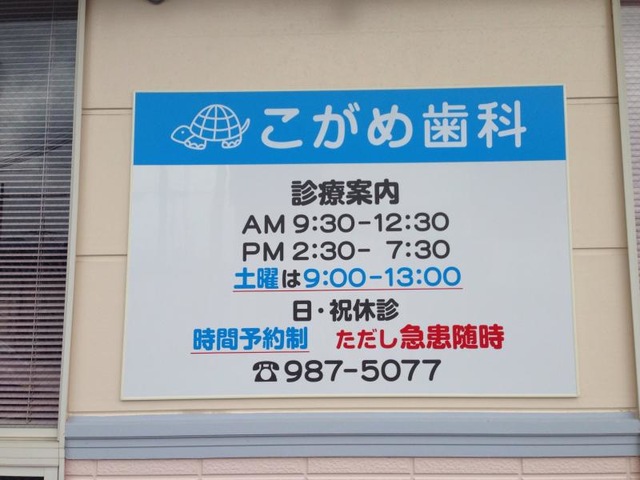 こがめ歯科
診療案内
AM 9:30-12:30
PM 2:30- 7:30
土曜は9:00-13:00
日・祝休診
時間予約制 ただし急患随時
☎987-5077